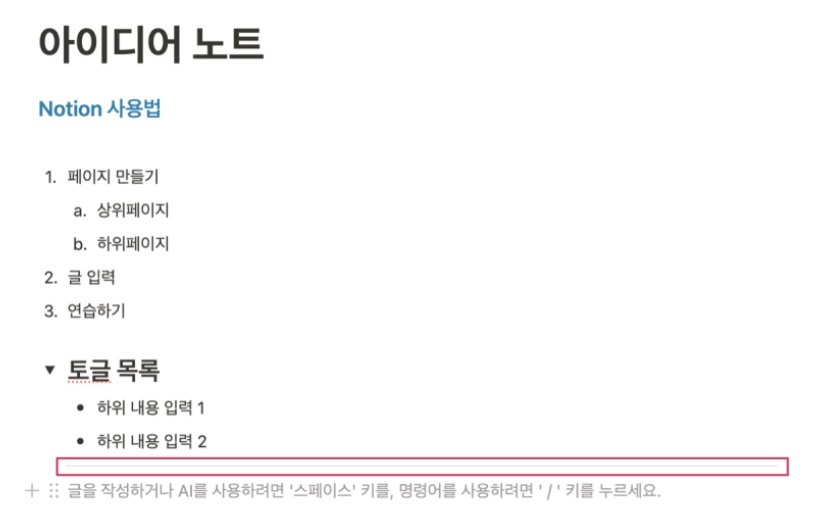 아이디어 노트
Notion 사용법
1. 페이지 만들기
a. 상위페이지
b. 하위페이지
2. 글 입력
3. 연습하기
▼ 토글 목록
• 하위 내용 입력 1
• 하위 내용 입력 2
글을 작성하거나 AI를 사용하려면 '스페이스' 키를, 명령어를 사용하려면 ' / ' 키를 누르세요.